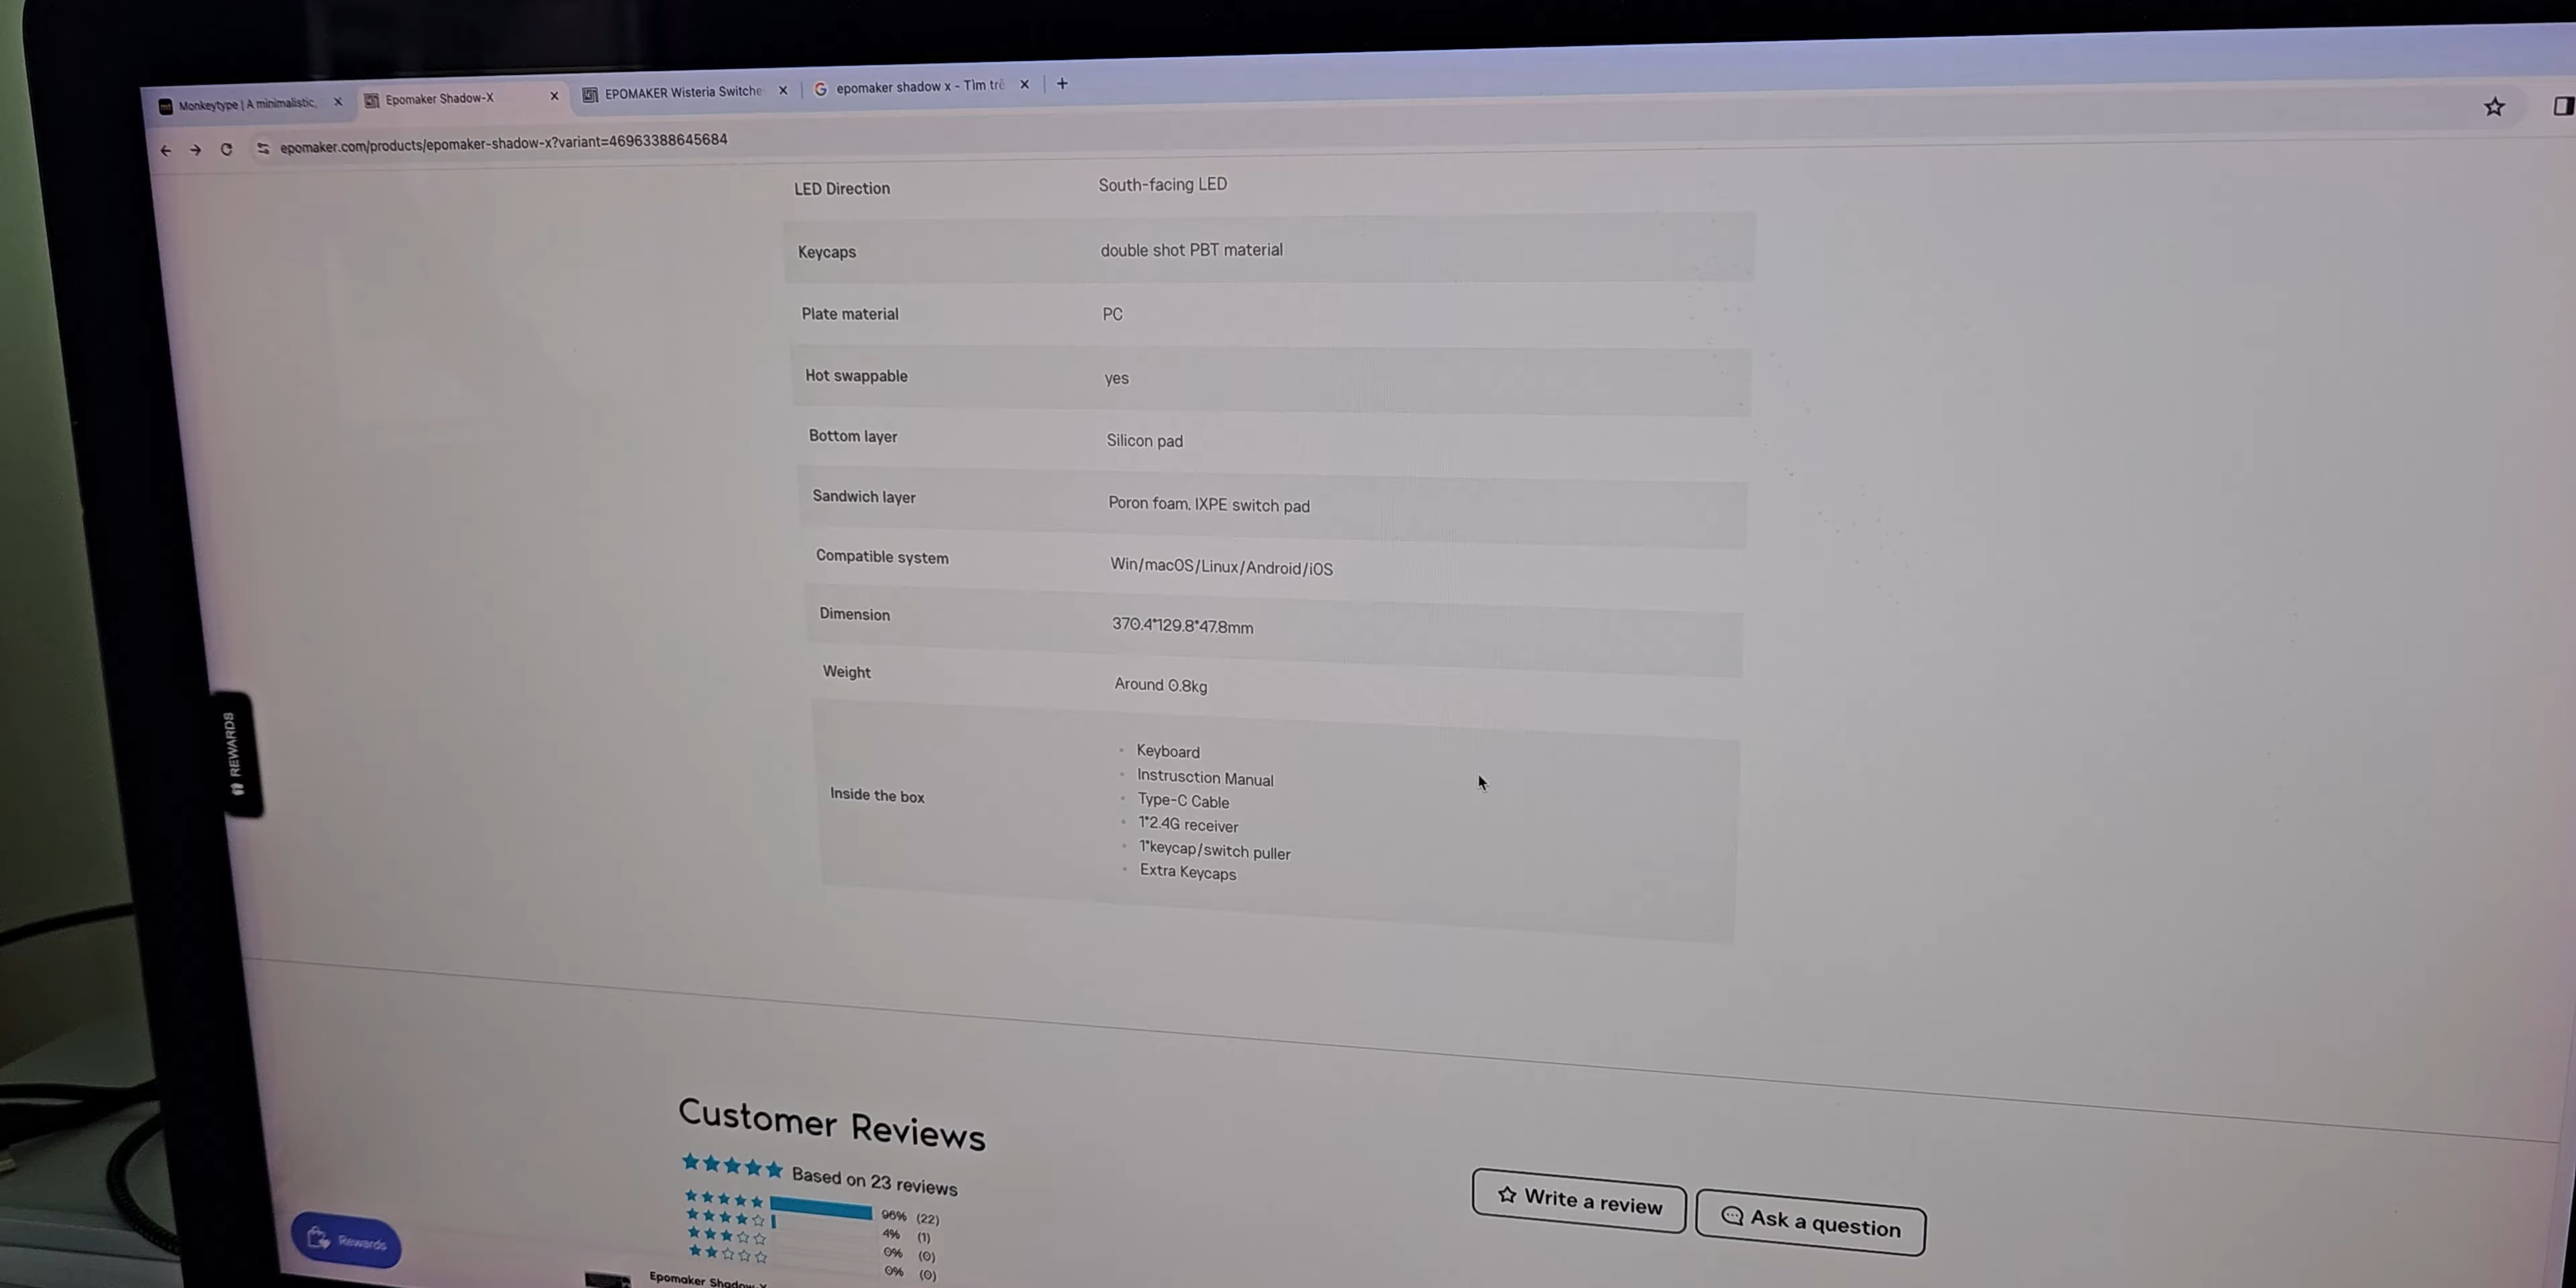 Monkeytype | A minimalistic,
Epomaker Shadow-X
EPOMAKER Wisteria Switche
epomaker shadow x - Tìm trê
epomaker.com/products/epomaker-shadow-x?variant=46963388645684
LED Direction South-facing LED
Keycaps double shot PBT material
Plate material PC
Hot swappable yes
Bottom layer Silicon pad
Sandwich layer Poron foam, IXPE switch pad
Compatible system Win/macOS/Linux/Android/iOS
Dimension 370.4*129.8*47.8mm
Weight Around 0.8kg
Inside the box
Keyboard
Instrusction Manual
Type-C Cable
1*2.4G receiver
1*keycap/switch puller
Extra Keycaps
REWARDS
Customer Reviews
Based on 23 reviews
96% (22)
4% (1)
0% (0)
0% (0)
Write a review
Ask a question
Rewards
Epomaker Shadow-X